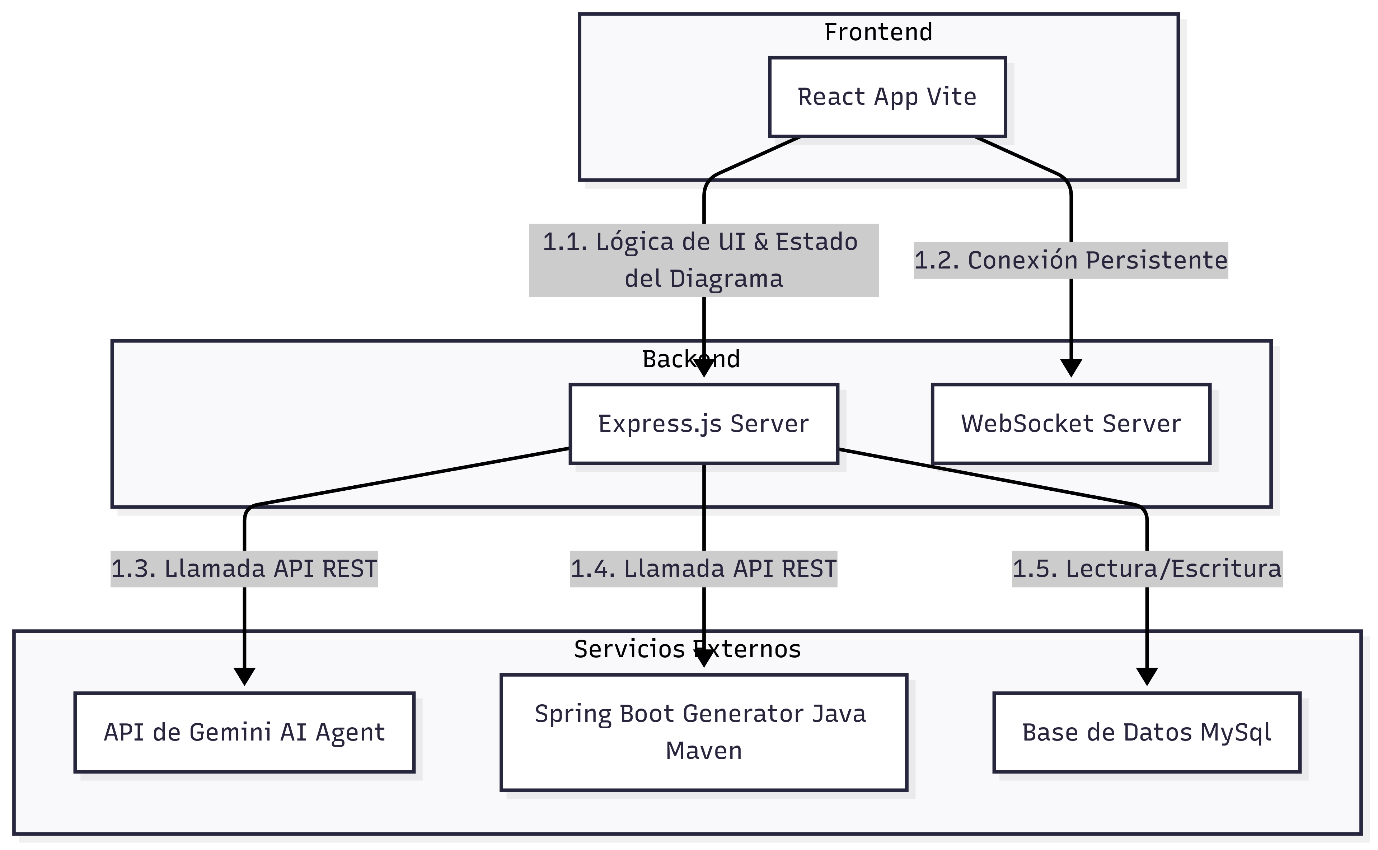 Frontend
React App Vite
1.1. Lógica de UI & Estado
del Diagrama
1.2. Conexión Persistente
Backend
Express.js Server
WebSocket Server
1.3. Llamada API REST
1.4. Llamada API REST
1.5. Lectura/Escritura
Servicios Externos
API de Gemini AI Agent
Spring Boot Generator Java
Maven
Base de Datos MySql